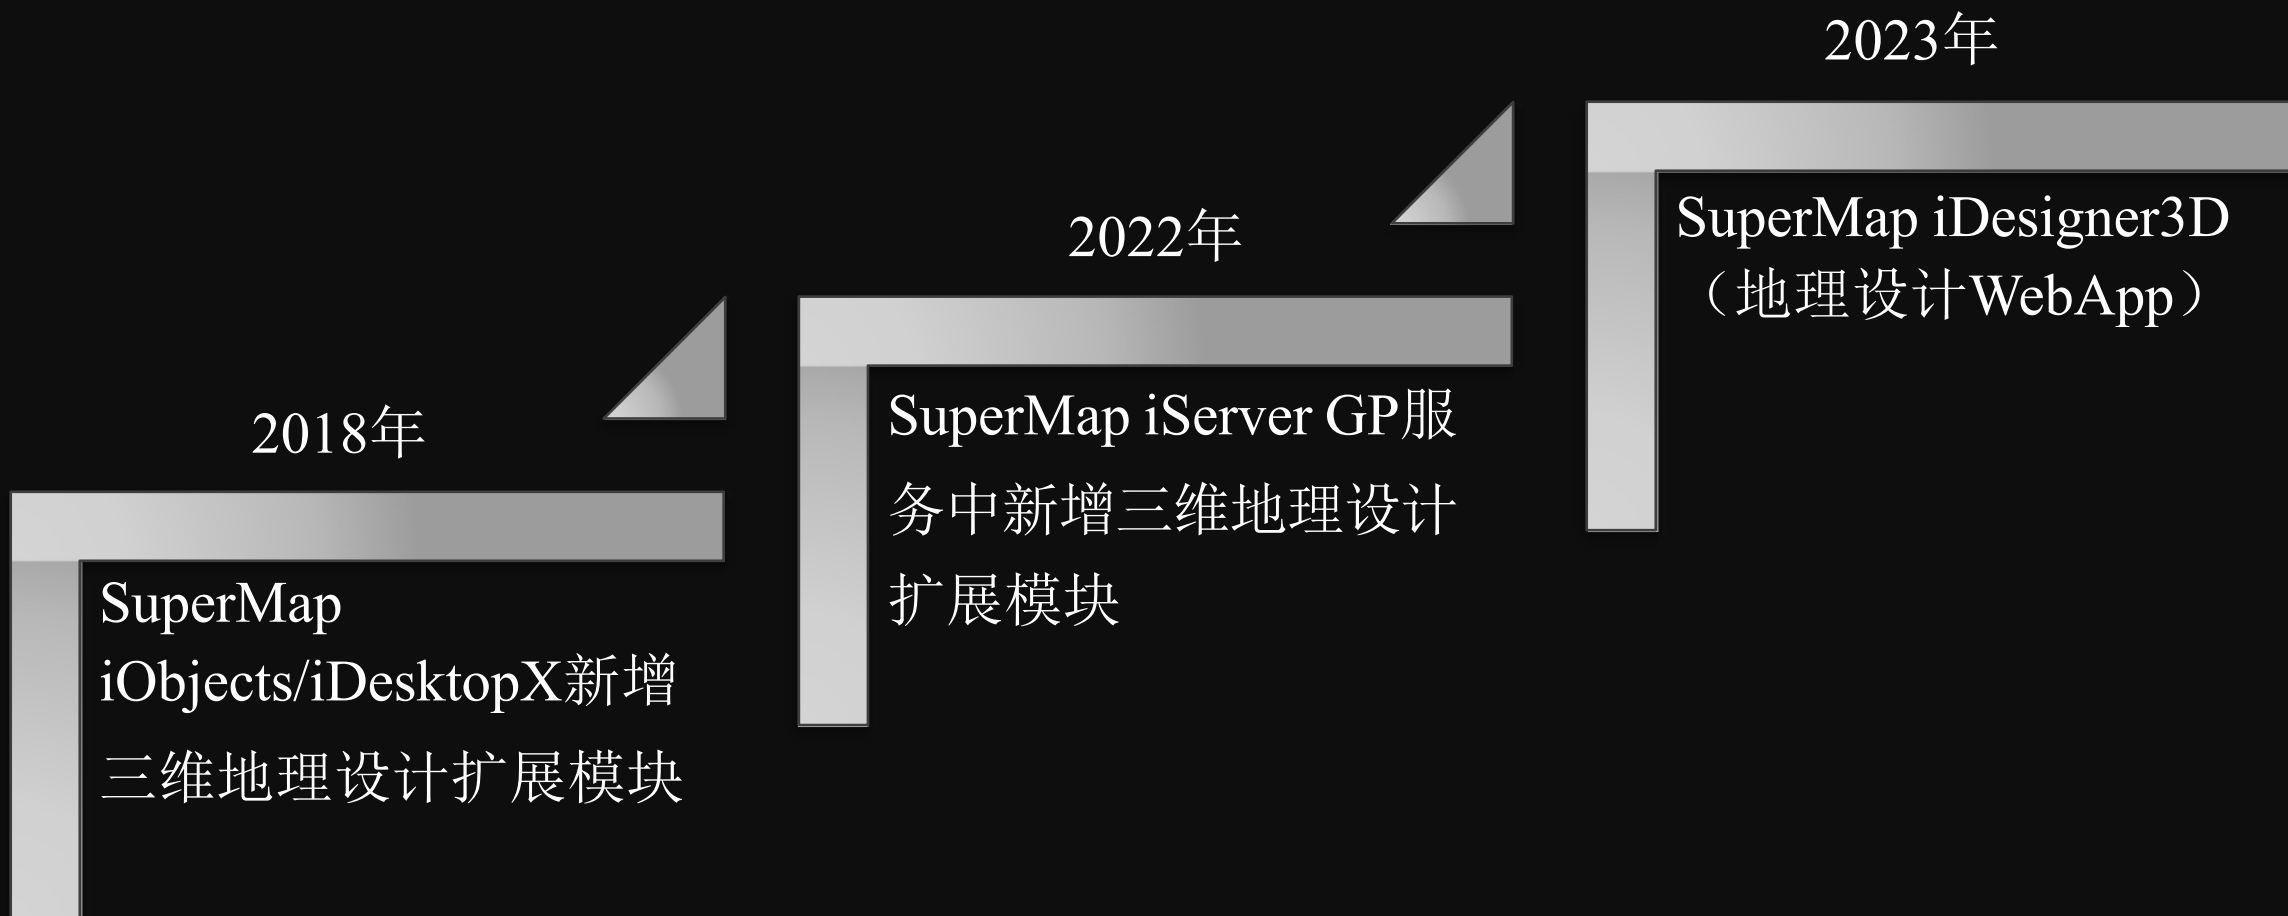 2018年
SuperMap
iObjects/iDesktopX新增
三维地理设计扩展模块
2022年
SuperMap iServer GP服
务中新增三维地理设计
扩展模块
2023年
SuperMap iDesigner3D
（地理设计WebApp）